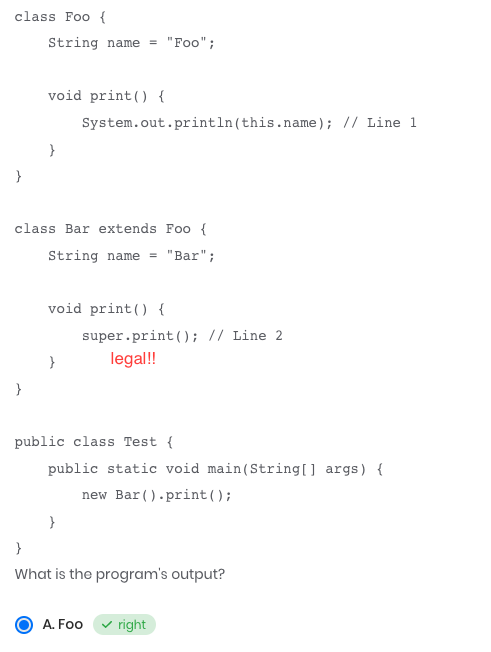 class Foo {
    String name = "Foo";

    void print() {
        System.out.println(this.name); // Line 1
    }
}

class Bar extends Foo {
    String name = "Bar";

    void print() {
        super.print(); // Line 2
    }      legal!!
}

public class Test {
    public static void main(String[] args) {
        new Bar().print();
    }
}
What is the program's output?
A. Foo ✓ right